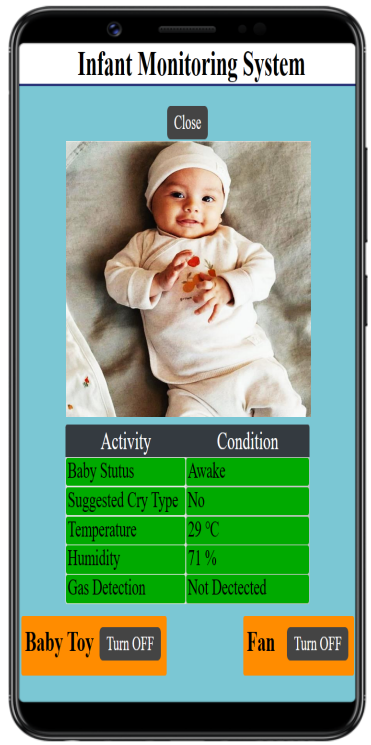 Infant Monitoring System
Close
Activity Condition
Baby Stutus Awake
Suggested Cry Type No
Temperature 29 °C
Humidity 71 %
Gas Detection Not Dectected
Baby Toy Turn OFF Fan Turn OFF